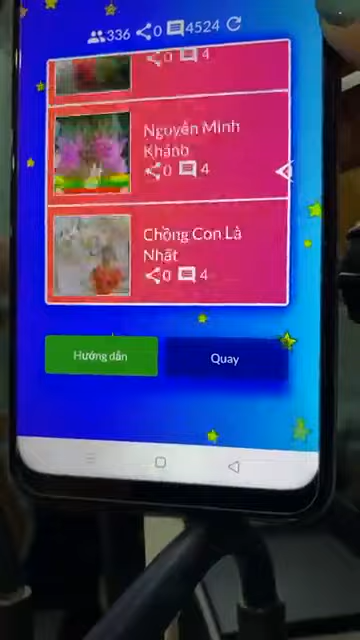 336 0 4524
0 4
Nguyễn Minh
Khánh
0 4
Chồng Con Là
Nhất
0 4
Hướng dẫn
Quay